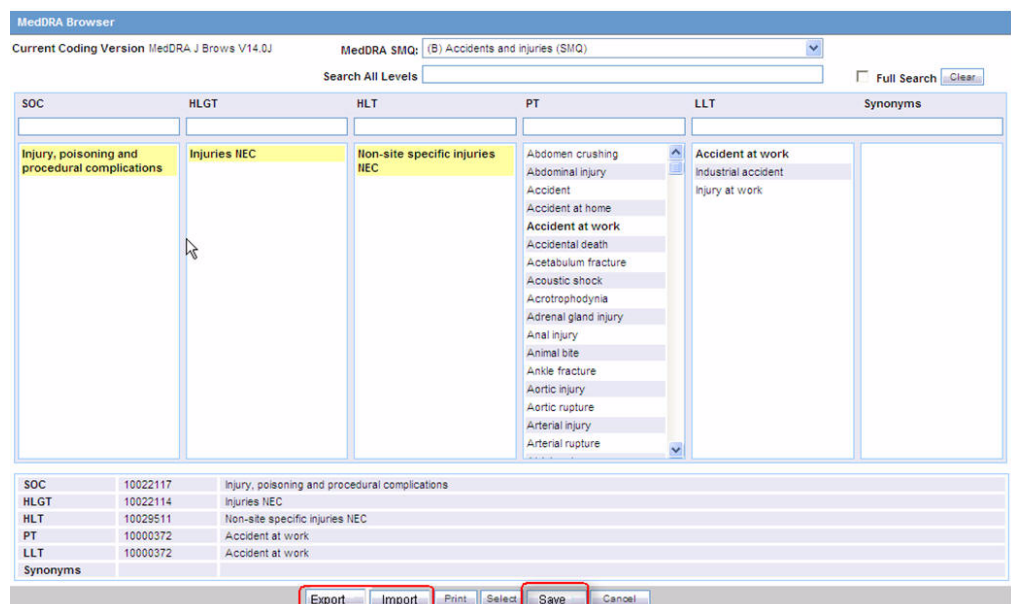 MedDRA Browser
Current Coding Version MedDRA J Brows V14.0J
MedDRA SMQ: (B) Accidents and injuries (SMQ)
Search All Levels
Full Search Clear
SOC HLGT HLT PT LLT Synonyms
Injury, poisoning and
procedural complications
Injuries NEC
Non-site specific injuries
NEC
Abdomen crushing
Abdominal injury
Accident
Accident at home
Accident at work
Accidental death
Acetabulum fracture
Acoustic shock
Acrotrophodynia
Adrenal gland injury
Anal injury
Animal bite
Ankle fracture
Aortic injury
Aortic rupture
Arterial injury
Arterial rupture
Accident at work
Industrial accident
Injury at work
SOC 10022117 Injury, poisoning and procedural complications
HLGT 10022114 Injuries NEC
HLT 10029511 Non-site specific injuries NEC
PT 10000372 Accident at work
LLT 10000372 Accident at work
Synonyms
Export Import Print Select Save Cancel